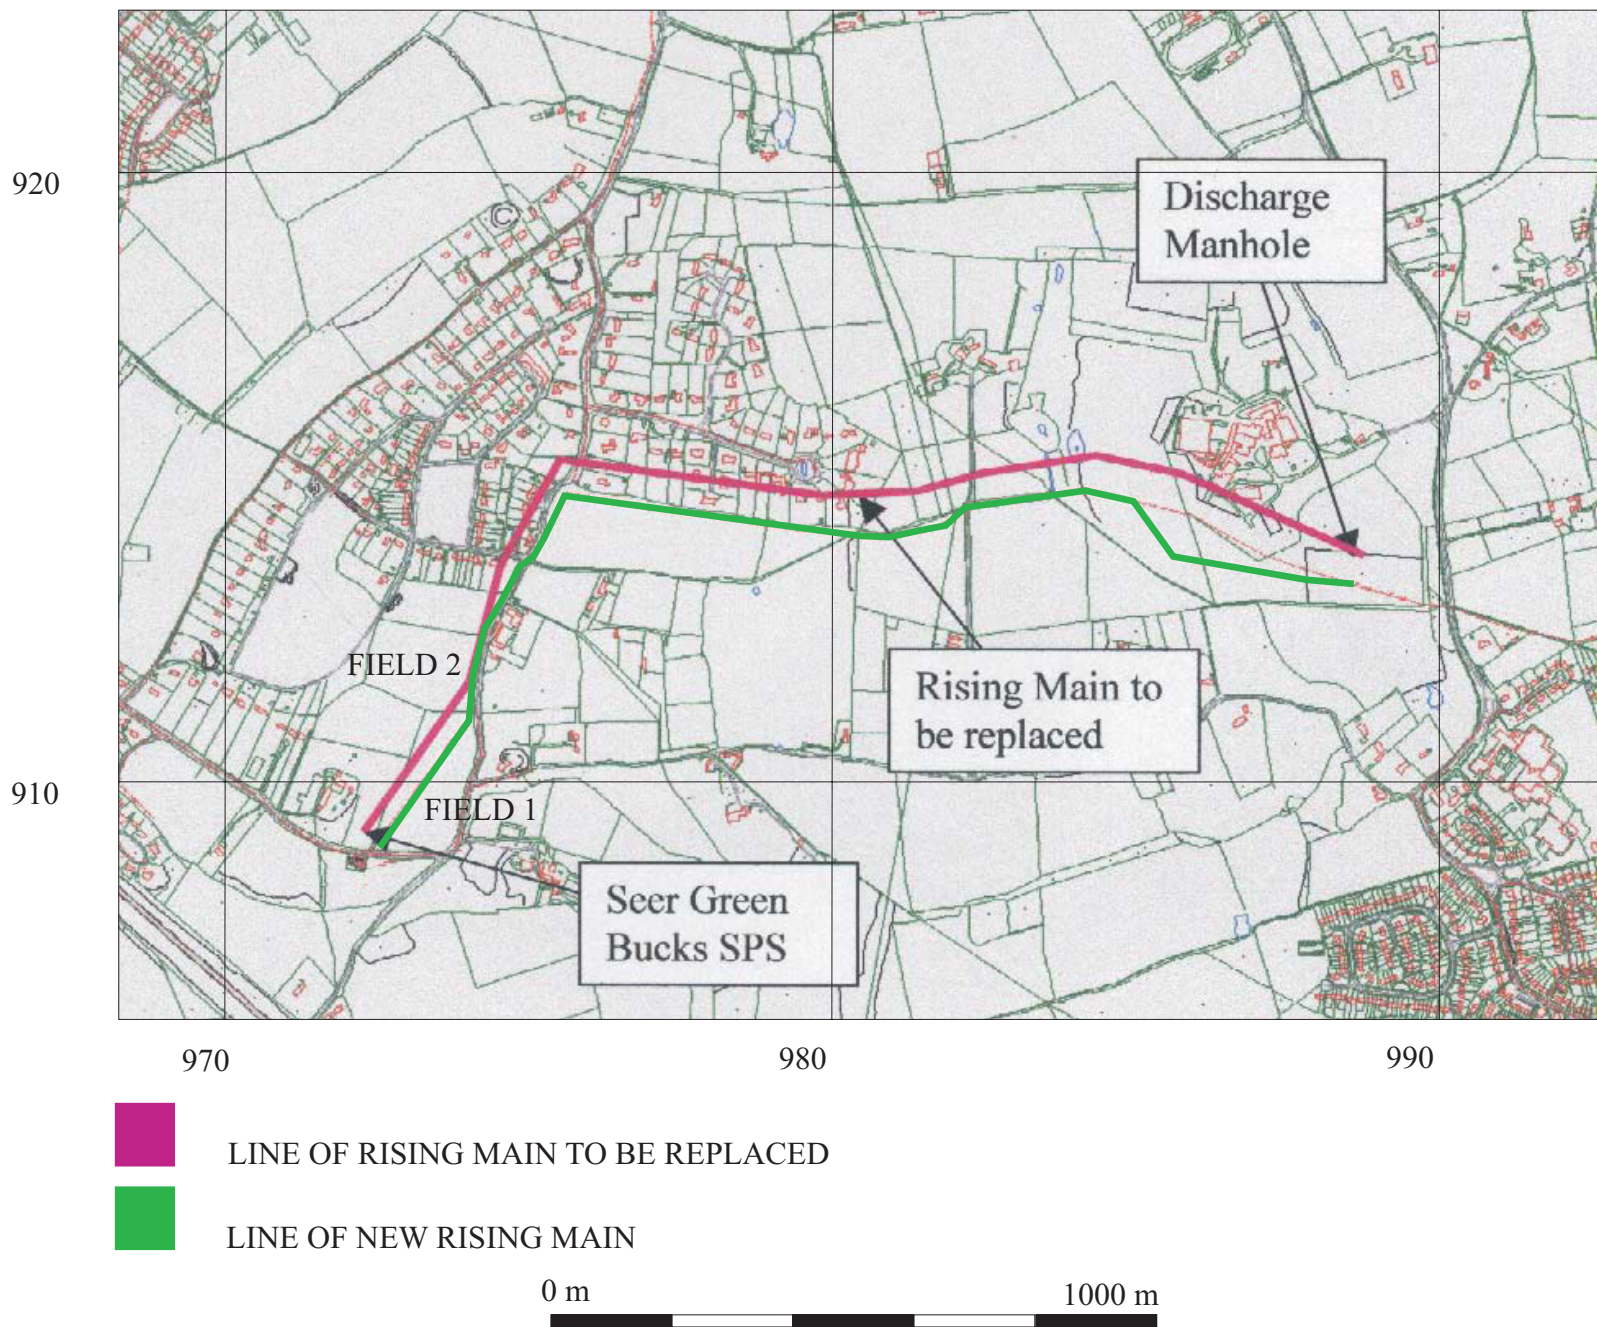 920
©
Discharge
Manhole
FIELD 2
Rising Main to
be replaced
910
FIELD 1
Seer Green
Bucks SPS
970
980
990
LINE OF RISING MAIN TO BE REPLACED
LINE OF NEW RISING MAIN
0 m
1000 m